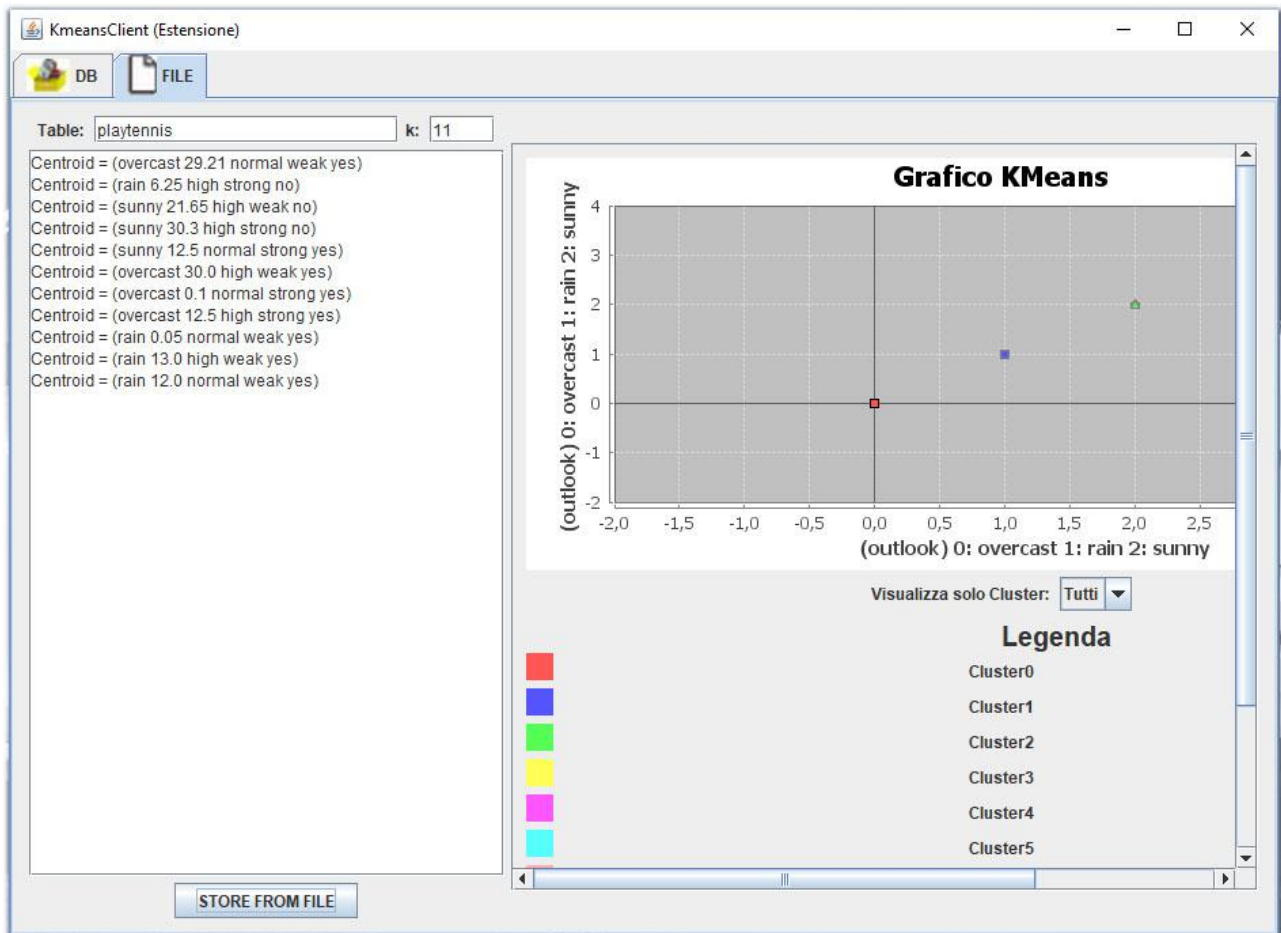 KmeansClient (Estensione)
DB
FILE
Table: playtennis k: 11
Centroid = (overcast 29.21 normal weak yes)
Centroid = (rain 6.25 high strong no)
Centroid = (sunny 21.65 high weak no)
Centroid = (sunny 30.3 high strong no)
Centroid = (sunny 12.5 normal strong yes)
Centroid = (overcast 30.0 high weak yes)
Centroid = (overcast 0.1 normal strong yes)
Centroid = (overcast 12.5 high strong yes)
Centroid = (rain 0.05 normal weak yes)
Centroid = (rain 13.0 high weak yes)
Centroid = (rain 12.0 normal weak yes)
STORE FROM FILE
Grafico KMeans
(outlook) 0: overcast 1: rain 2: sunny
4
3
2
1
0
-1
-2
-2,0 -1,5 -1,0 -0,5 0,0 0,5 1,0 1,5 2,0 2,5
(outlook) 0: overcast 1: rain 2: sunny
Visualizza solo Cluster: Tutti
Legenda
Cluster0
Cluster1
Cluster2
Cluster3
Cluster4
Cluster5